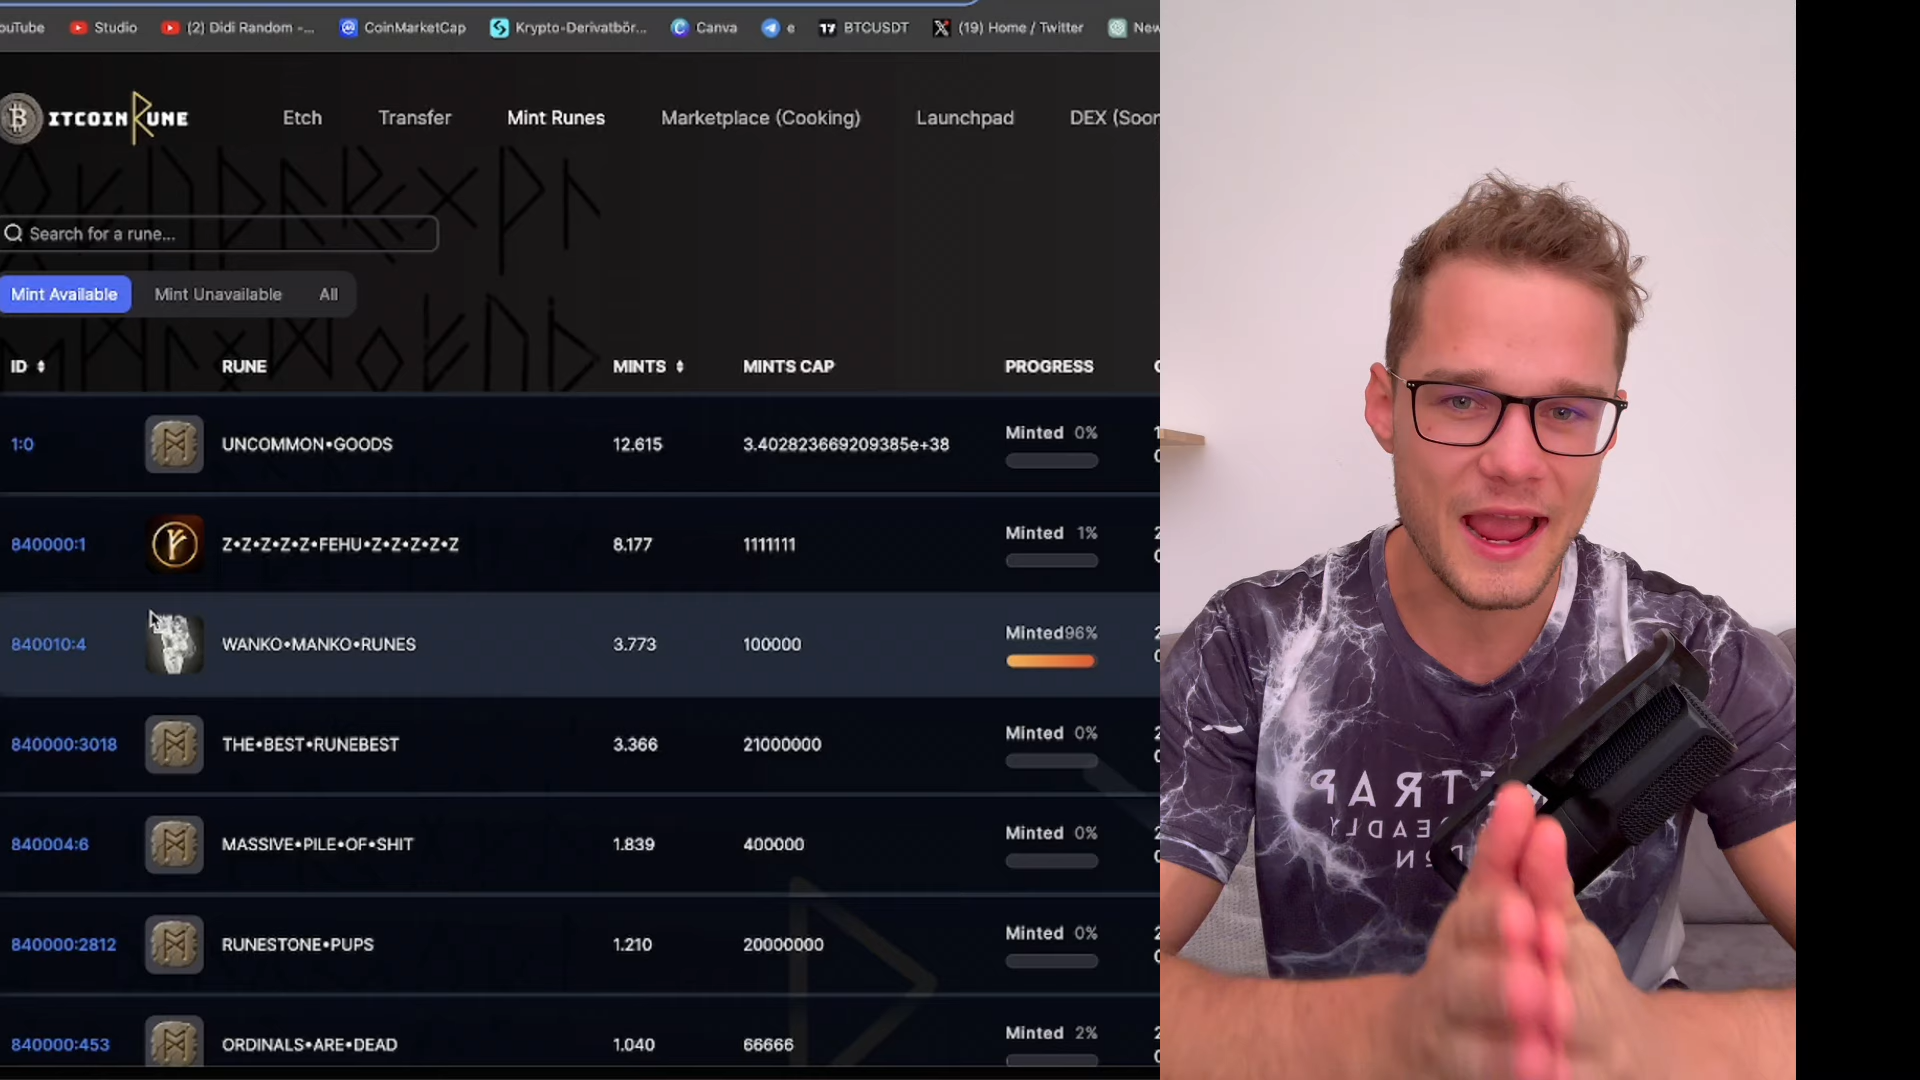 ouTube Studio (2) Didi Random -... CoinMarketCap Krypto-Derivatbör... Canva e BTCUSDT (19) Home / Twitter New
ITCOIN RUNE Etch Transfer Mint Runes Marketplace (Cooking) Launchpad DEX (Soon
Search for a rune...
Mint Available Mint Unavailable All
ID RUNE MINTS MINTS CAP PROGRESS
1:0 UNCOMMON•GOODS 12.615 3.402823669209385e+38 Minted 0%
840000:1 Z•Z•Z•Z•Z•FEHU•Z•Z•Z•Z•Z 8.177 1111111 Minted 1%
840010:4 WANKO•MANKO•RUNES 3.773 100000 Minted 96%
840000:3018 THE•BEST•RUNEBEST 3.366 21000000 Minted 0%
840004:6 MASSIVE•PILE•OF•SHIT 1.839 400000 Minted 0%
840000:2812 RUNESTONE•PUPS 1.210 20000000 Minted 0%
840000:453 ORDINALS•ARE•DEAD 1.040 66666 Minted 2%